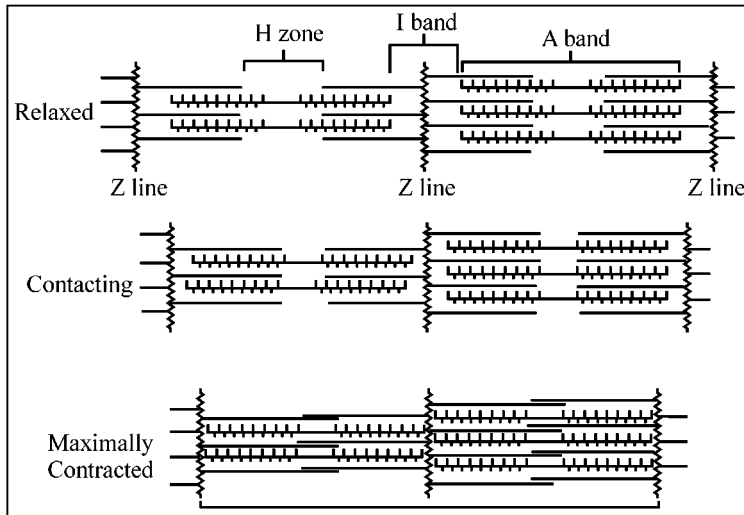 I band
H zone
A band
Relaxed
Z line
Z line
Z line
Contacting
Maximally
Contracted